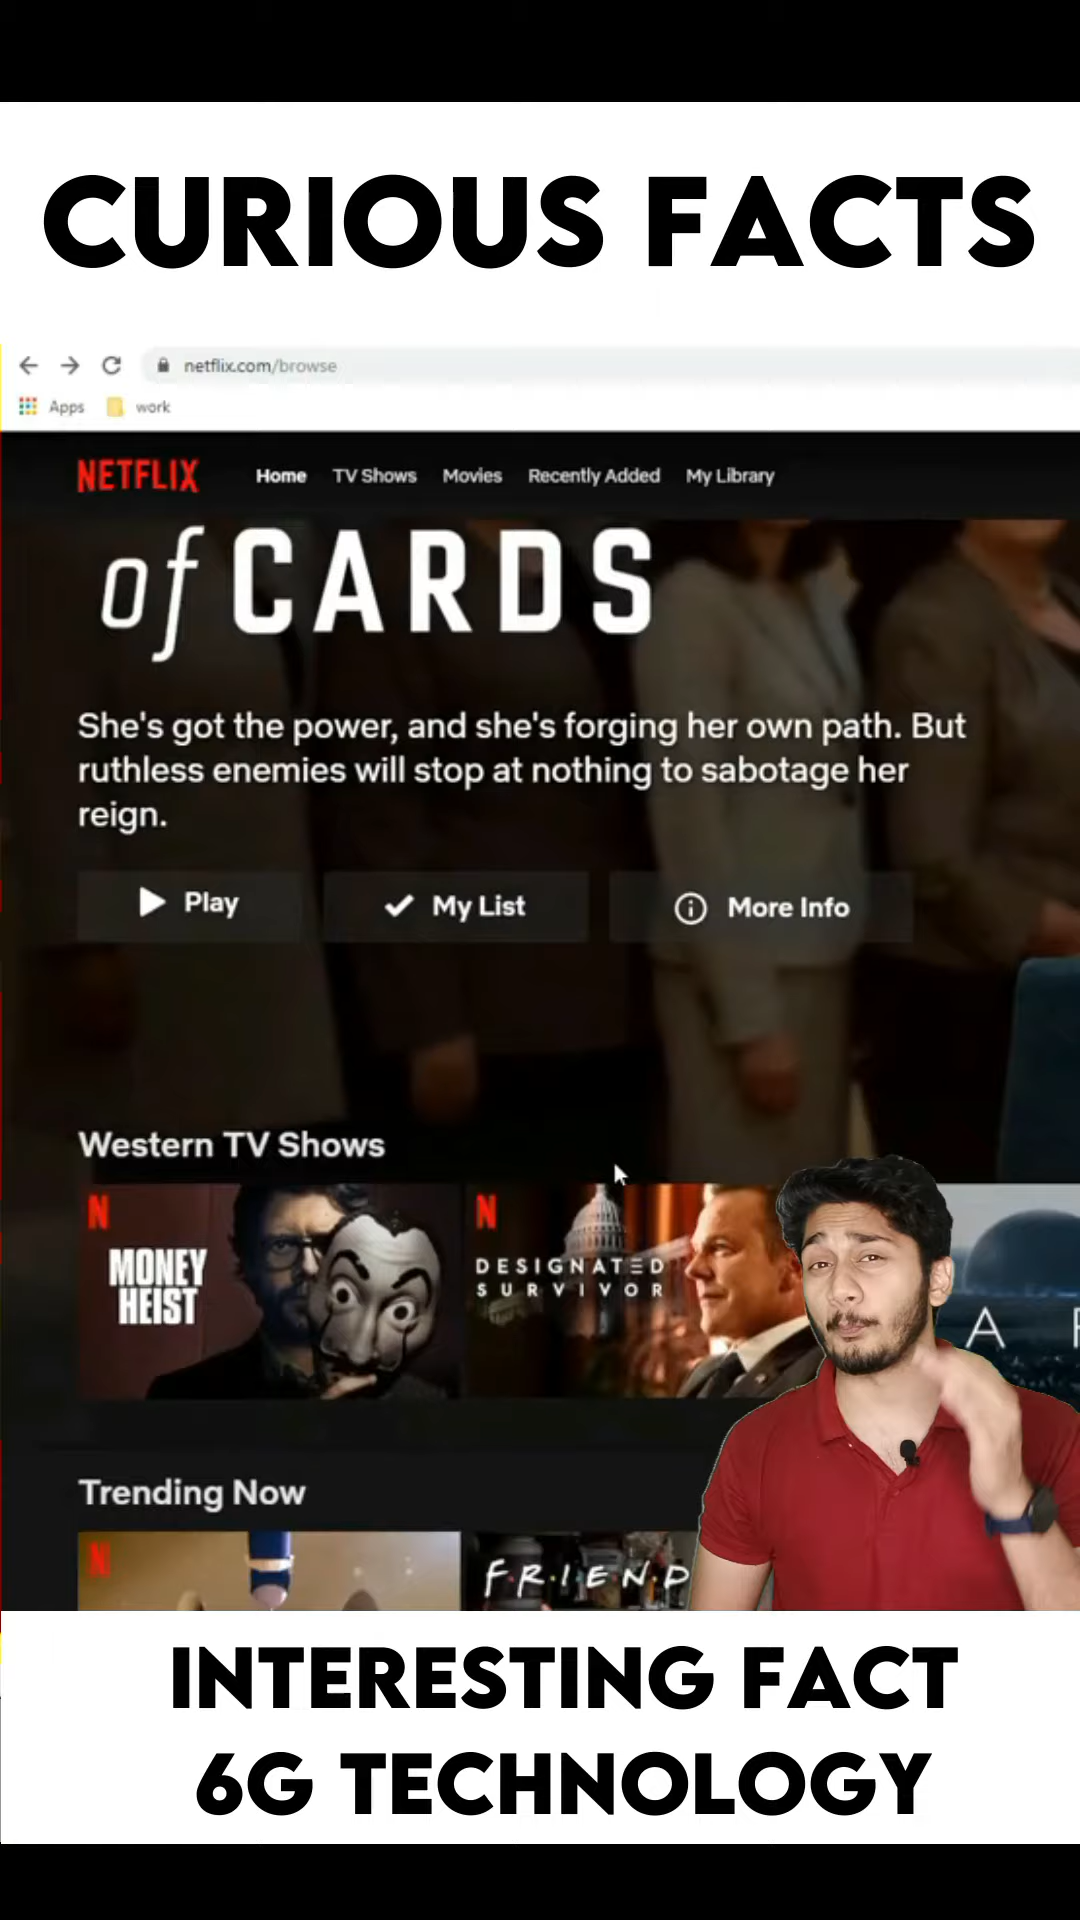 CURIOUS FACTS
netflix.com/browse
Apps work
NETFLIX Home TV Shows Movies Recently Added My Library
of CARDS
She's got the power, and she's forging her own path. But
ruthless enemies will stop at nothing to sabotage her
reign.
Play My List More Info
Western TV Shows
N
MONEY
HEIST
N
DESIGNATED
SURVIVOR
A
Trending Now
N
FRIEND
INTERESTING FACT
6G TECHNOLOGY